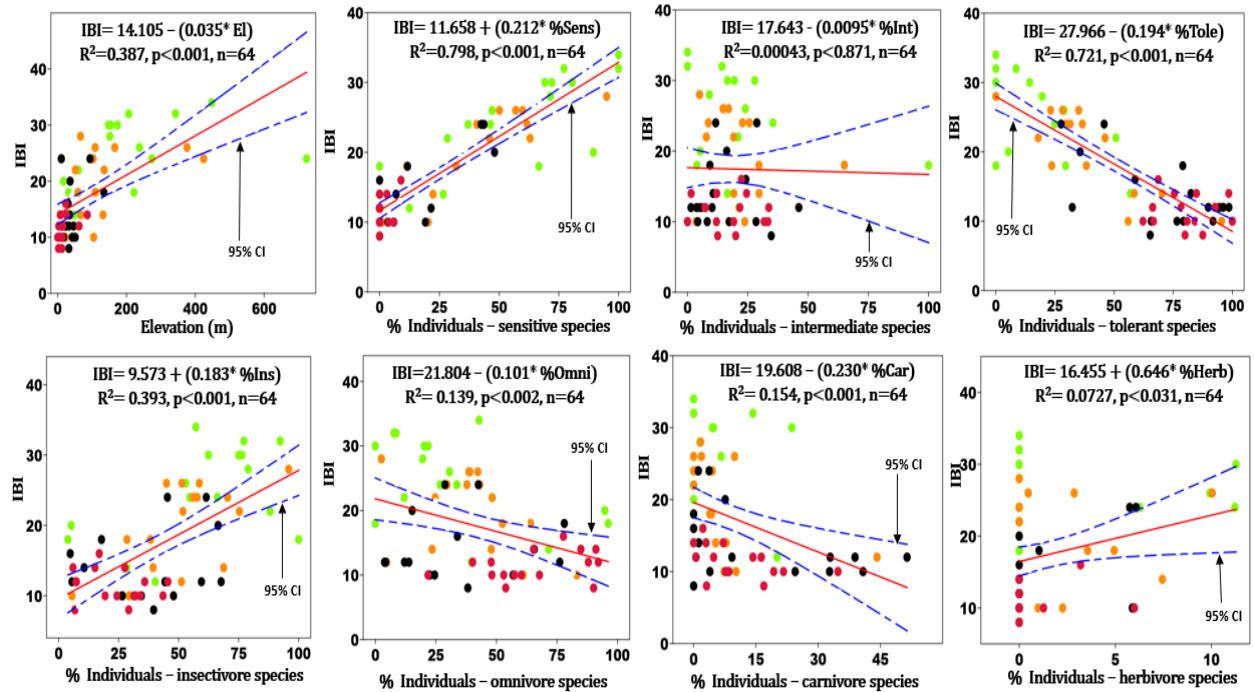 IBI= 14.105 – (0.035* El)
R²=0.387, p<0.001, n=64
40
30
20
10
0
IBI
95% CI
0 200 400 600
Elevation (m)
IBI= 11.658 + (0.212* %Sens)
R²=0.798, p<0.001, n=64
40
30
20
10
0
IBI
95% CI
0 25 50 75 100
% Individuals – sensitive species
IBI= 17.643 - (0.0095* %Int)
R²=0.00043, p<0.871, n=64
40
30
20
10
0
IBI
95% CI
0 25 50 75 100
% Individuals – intermediate species
IBI= 27.966 – (0.194* %Tole)
R²= 0.721, p<0.001, n=64
40
30
20
10
0
IBI
95% CI
0 25 50 75 100
% Individuals – tolerant species
IBI= 9.573 + (0.183* %Ins)
R²= 0.393, p<0.001, n=64
40
30
20
10
IBI
95% CI
0 25 50 75 100
% Individuals – insectivore species
IBI=21.804 – (0.101* %Omni)
R²=0.139, p<0.002, n=64
40
30
20
10
0
IBI
95% CI
0 25 50 75 100
% Individuals – omnivore species
IBI= 19.608 – (0.230* %Car)
R²= 0.154, p<0.001, n=64
40
30
20
10
0
IBI
95% CI
0 15 30 45
% Individuals – carnivore species
IBI= 16.455 + (0.646* %Herb)
R²= 0.0727, p<0.031, n=64
40
30
20
10
IBI
95% CI
0 5 10
% Individuals – herbivore species